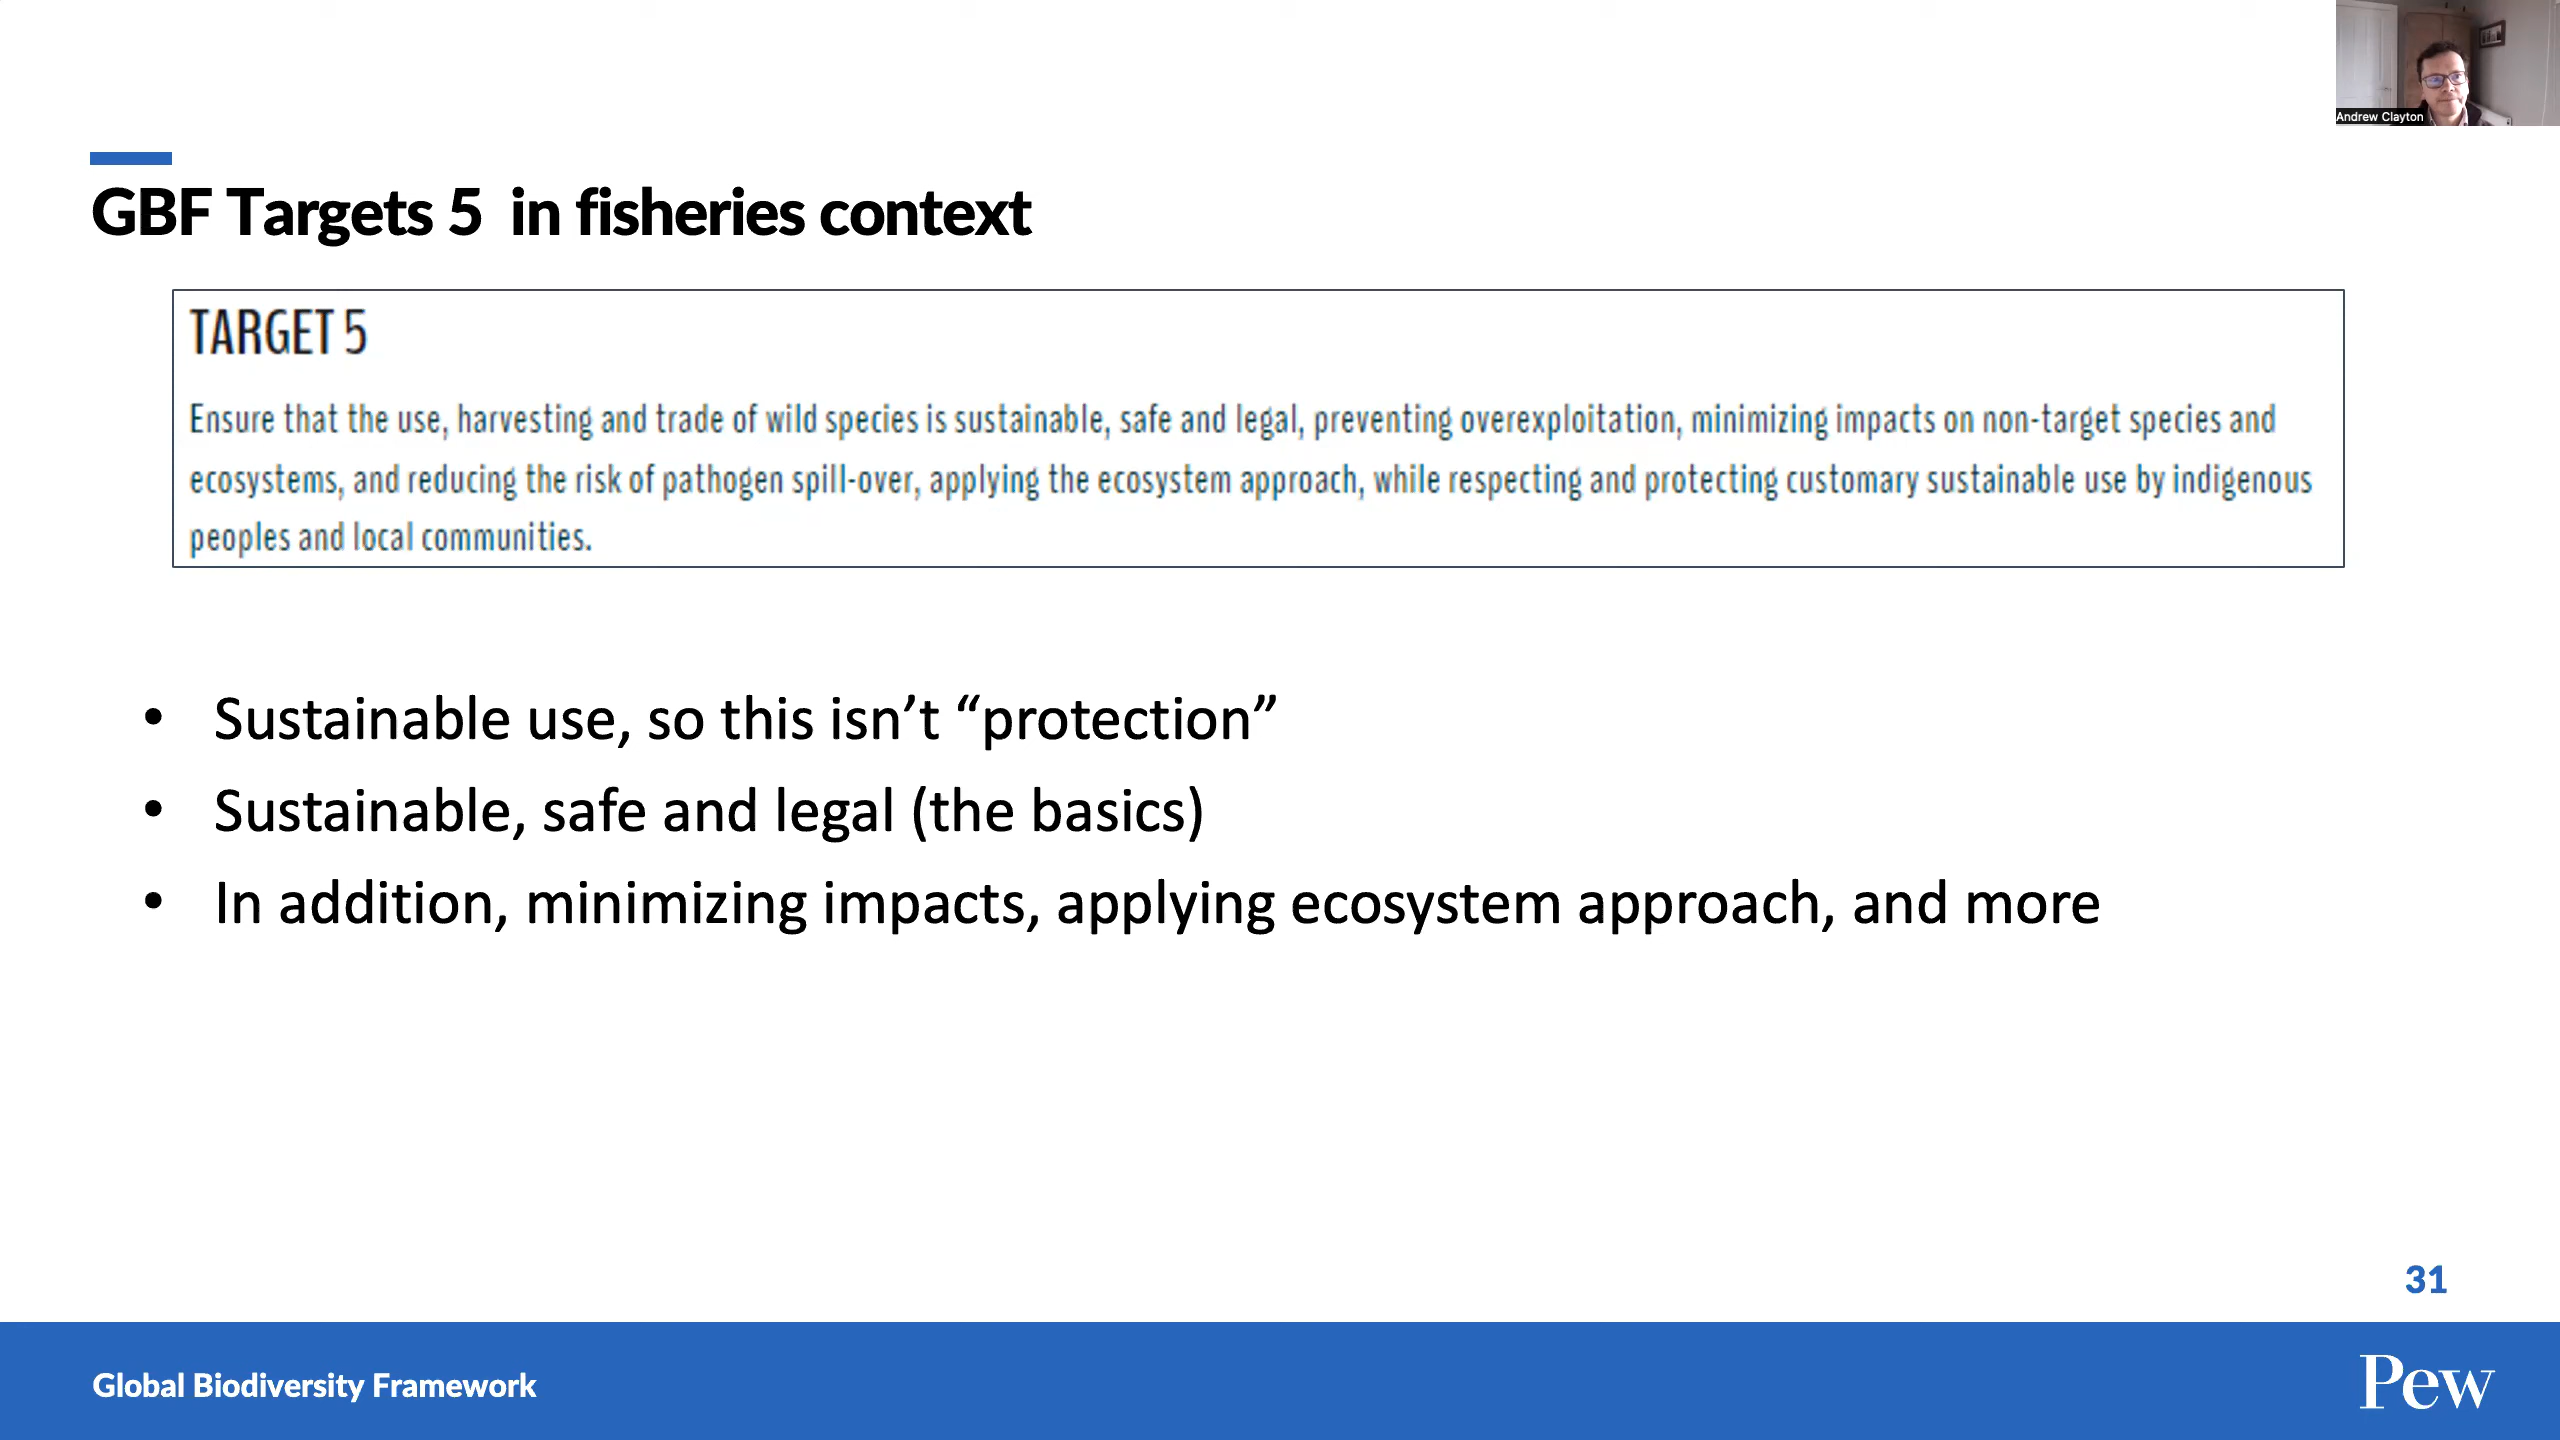 Andrew Clayton
GBF Targets 5 in fisheries context
TARGET 5
Ensure that the use, harvesting and trade of wild species is sustainable, safe and legal, preventing overexploitation, minimizing impacts on non-target species and
ecosystems, and reducing the risk of pathogen spill-over, applying the ecosystem approach, while respecting and protecting customary sustainable use by indigenous
peoples and local communities.
• Sustainable use, so this isn’t “protection”
• Sustainable, safe and legal (the basics)
• In addition, minimizing impacts, applying ecosystem approach, and more
31
Global Biodiversity Framework
Pew